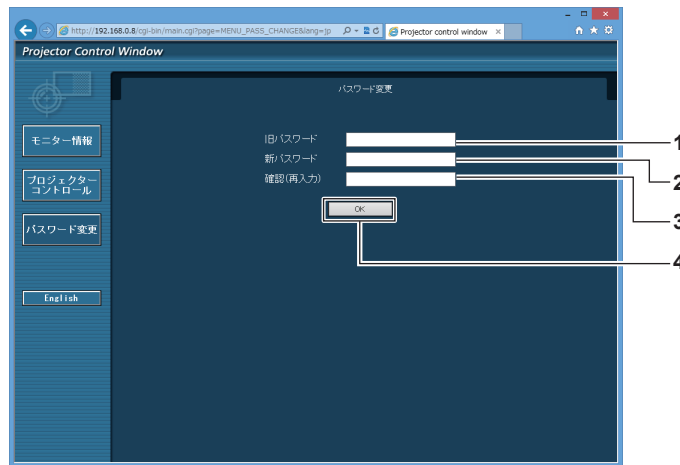 http://192.168.0.8/cgi-bin/main.cgi?page=MENU_PASS_CHANGE&lang=jp
Projector control window
Projector Control Window
パスワード変更
モニター情報
プロジェクター
コントロール
パスワード変更
English
旧パスワード
新パスワード
確認(再入力)
OK
1
2
3
4